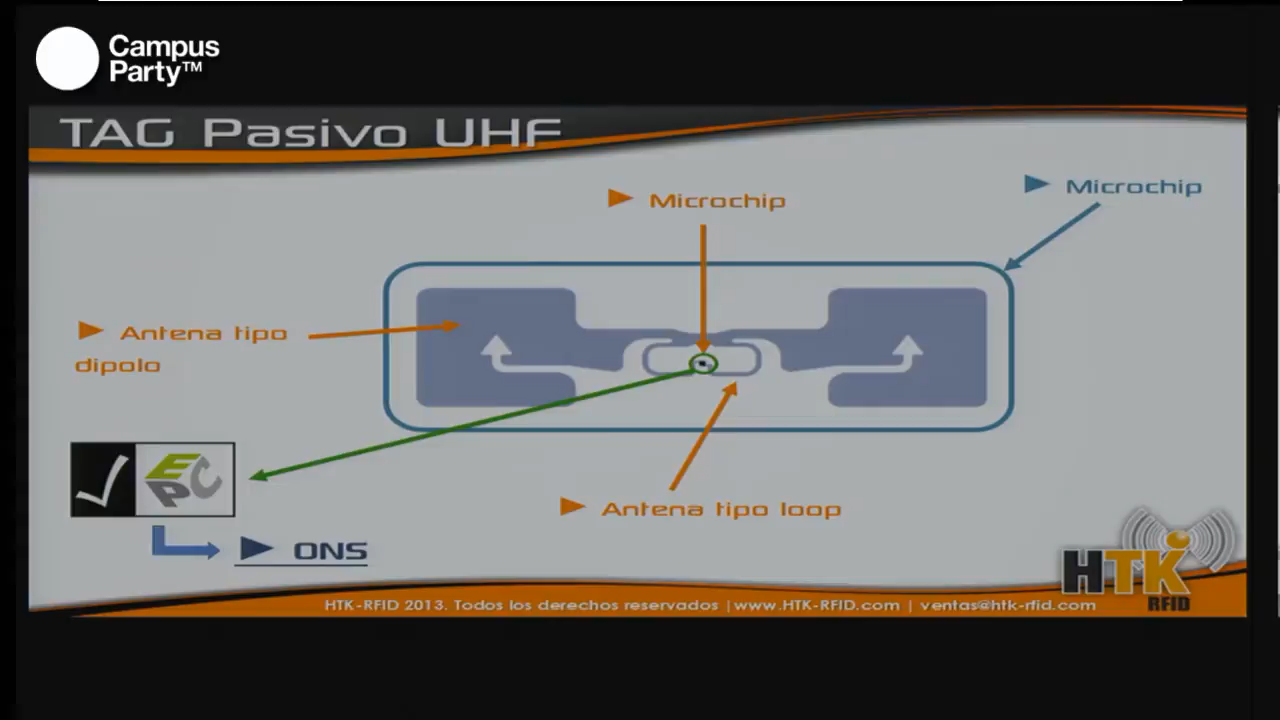 Campus
Party™
TAG Pasivo UHF
Microchip
Microchip
Antena tipo
dipolo
EPC
Antena tipo loop
ONS
HTK
RFID
HTK-RFID 2013. Todos los derechos reservados | www.HTK-RFID.com | ventas@htk-rfid.com